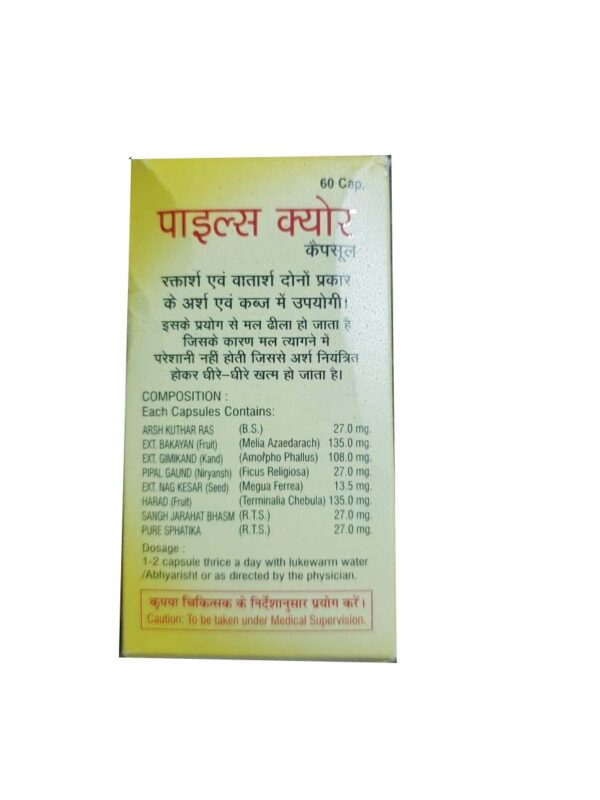 60 Cap.
पाइल्स क्योर
कैपसूल
रक्तार्श एवं वातार्श दोनों प्रकार
के अर्श एवं कब्ज में उपयोगी।
इसके प्रयोग से मल ढीला हो जाता है
जिसके कारण मल त्यागने में
परेशानी नहीं होती जिससे अर्श नियंत्रित
होकर धीरे–धीरे खत्म हो जाता है।
COMPOSITION :
Each Capsules Contains:
ARSH KUTHAR RAS (B.S.) 27.0 mg.
EXT. BAKAYAN (Fruit) (Melia Azaedarach) 135.0 mg.
EXT. GIMIKAND (Kand) (Amolpho Phallus) 108.0 mg.
PIPAL GAUND (Niryansh) (Ficus Religiosa) 27.0 mg.
EXT. NAG KESAR (Seed) (Megua Ferrea) 13.5 mg.
HARAD (Fruit) (Terminalia Chebula) 135.0 mg.
SANGH JARAHAT BHASM (R.T.S.) 27.0 mg.
PURE SPHATIKA (R.T.S.) 27.0 mg.
Dosage :
1-2 capsule thrice a day with lukewarm water
/Abhyarisht or as directed by the physician.
कृपया चिकित्सक के निर्देशानुसार प्रयोग करें।
Caution: To be taken under Medical Supervision.